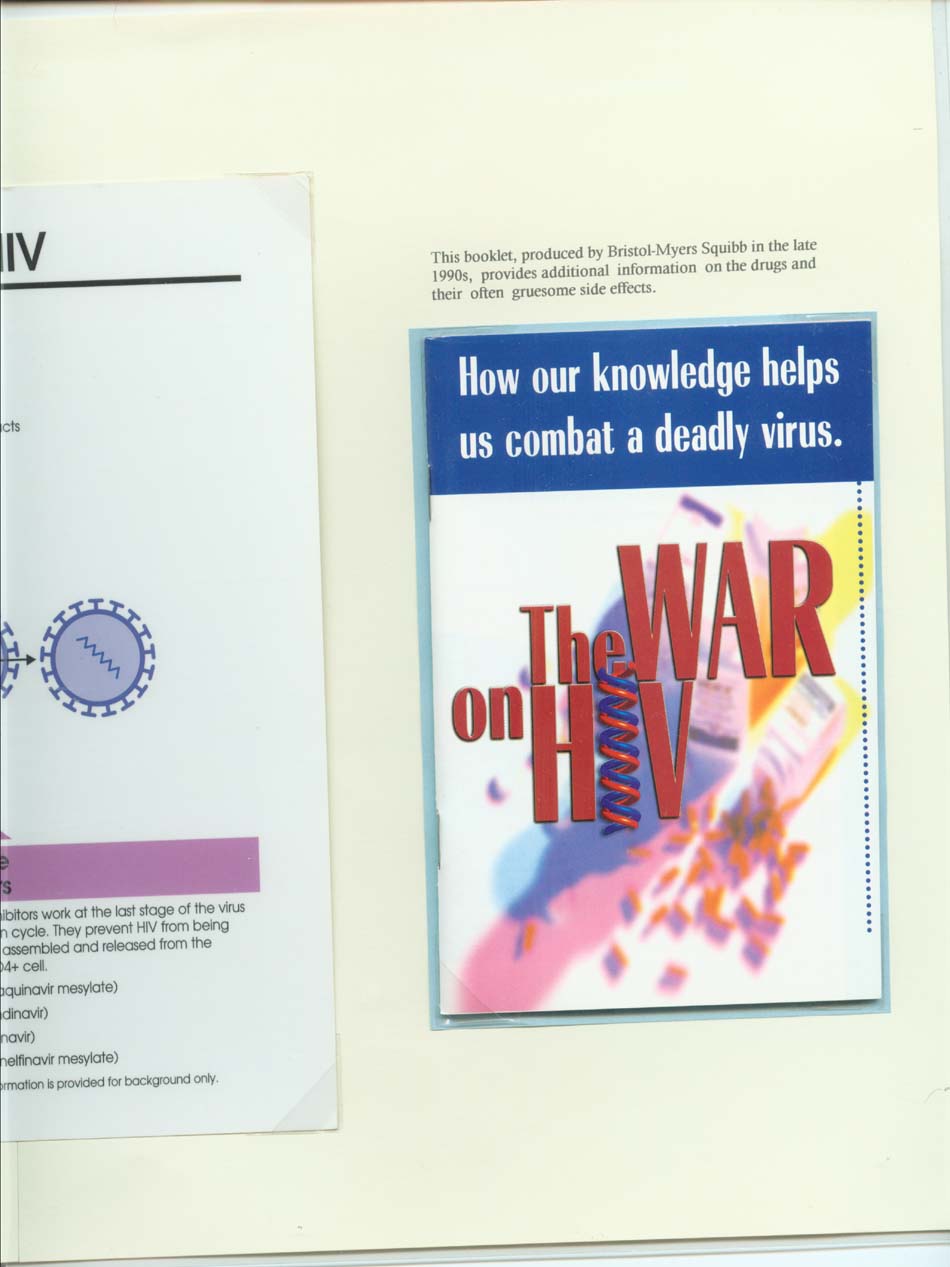 HIV
cts
e
s
ibitors work at the last stage of the virus
n cycle. They prevent HIV from being
assembled and released from the
D4+ cell.
aquinavir mesylate)
dinavir)
navir)
nelfinavir mesylate)
ormation is provided for background only.
This booklet, produced by Bristol-Myers Squibb in the late
1990s, provides additional information on the drugs and
their often gruesome side effects.
How our knowledge helps
us combat a deadly virus.
The WAR
on HIV